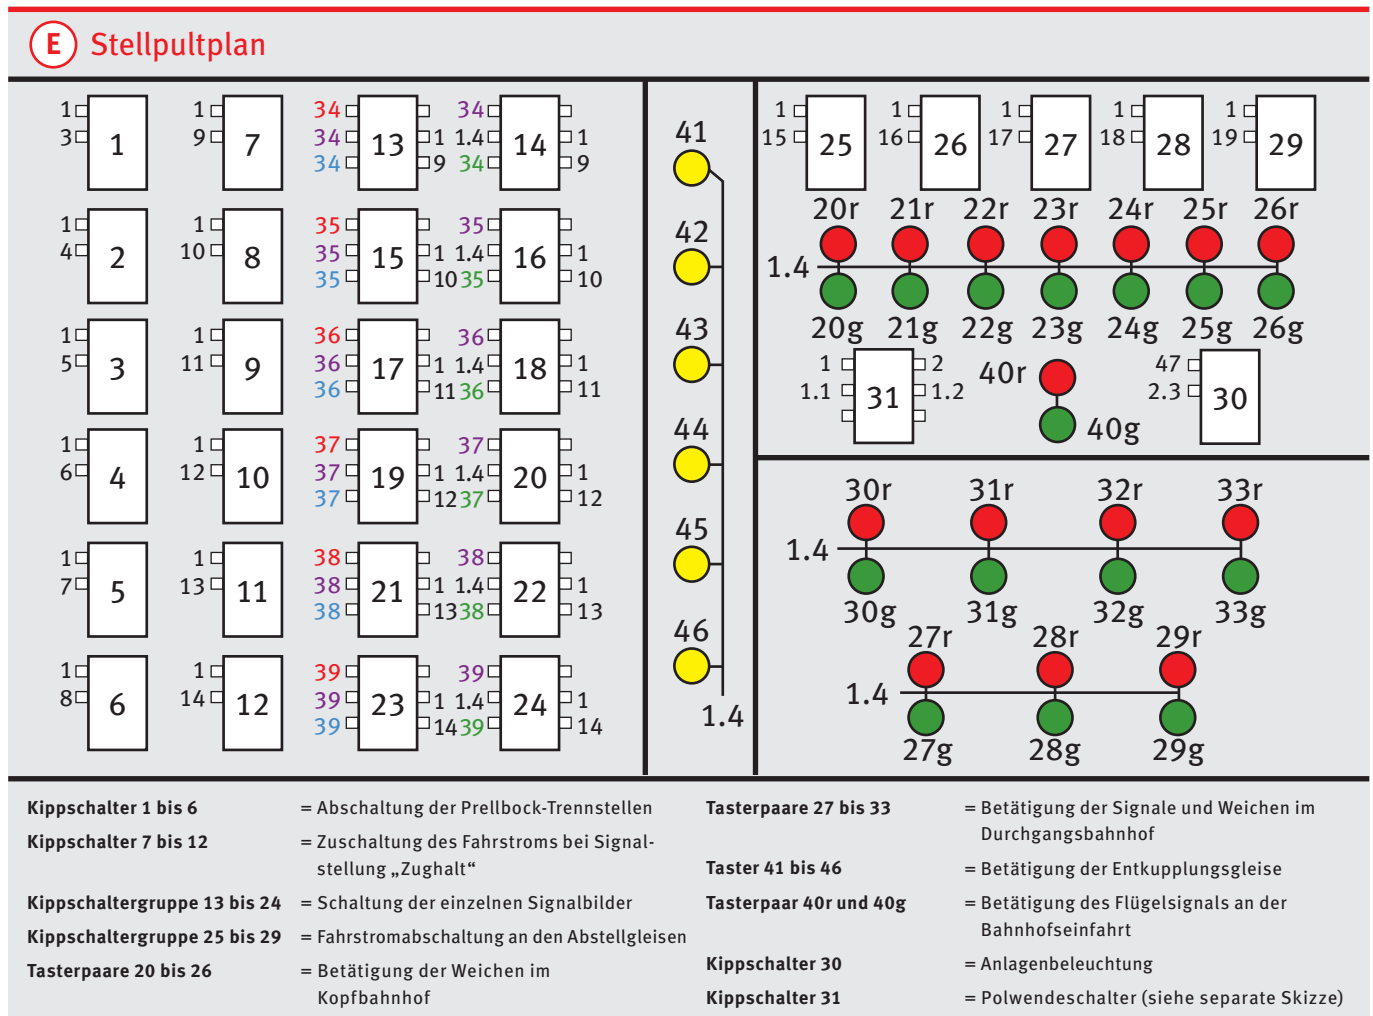 E Stellpultplan
1 1 34 34
3 1 9 7 34 13 1 1.4 14 1
34 9 34 9
1 1 35 35
4 2 10 8 35 15 1 1.4 16 1
35 10 35 10
1 1 36 36
5 3 11 9 36 17 1 1.4 18 1
36 11 36 11
1 1 37 37
6 4 12 10 37 19 1 1.4 20 1
37 12 37 12
1 1 38 38
7 5 13 11 38 21 1 1.4 22 1
38 13 38 13
1 1 39 39
8 6 14 12 39 23 1 1.4 24 1
39 14 39 14
41
42
43
44
45
46
1.4
1 1 1 1 1
15 25 16 26 17 27 18 28 19 29
20r 21r 22r 23r 24r 25r 26r
1.4
20g 21g 22g 23g 24g 25g 26g
1 2 40r 47
1.1 31 1.2 2.3 30
40g
30r 31r 32r 33r
1.4
30g 31g 32g 33g
27r 28r 29r
1.4
27g 28g 29g
Kippschalter 1 bis 6 = Abschaltung der Prellbock-Trennstellen
Kippschalter 7 bis 12 = Zuschaltung des Fahrstroms bei Signal-
stellung „Zughalt“
Kippschaltergruppe 13 bis 24 = Schaltung der einzelnen Signalbilder
Kippschaltergruppe 25 bis 29 = Fahrstromabschaltung an den Abstellgleisen
Tasterpaare 20 bis 26 = Betätigung der Weichen im
Kopfbahnhof
Tasterpaare 27 bis 33 = Betätigung der Signale und Weichen im
Durchgangsbahnhof
Taster 41 bis 46 = Betätigung der Entkupplungsgleise
Tasterpaar 40r und 40g = Betätigung des Flügelsignals an der
Bahnhofseinfahrt
Kippschalter 30 = Anlagenbeleuchtung
Kippschalter 31 = Polwendeschalter (siehe separate Skizze)